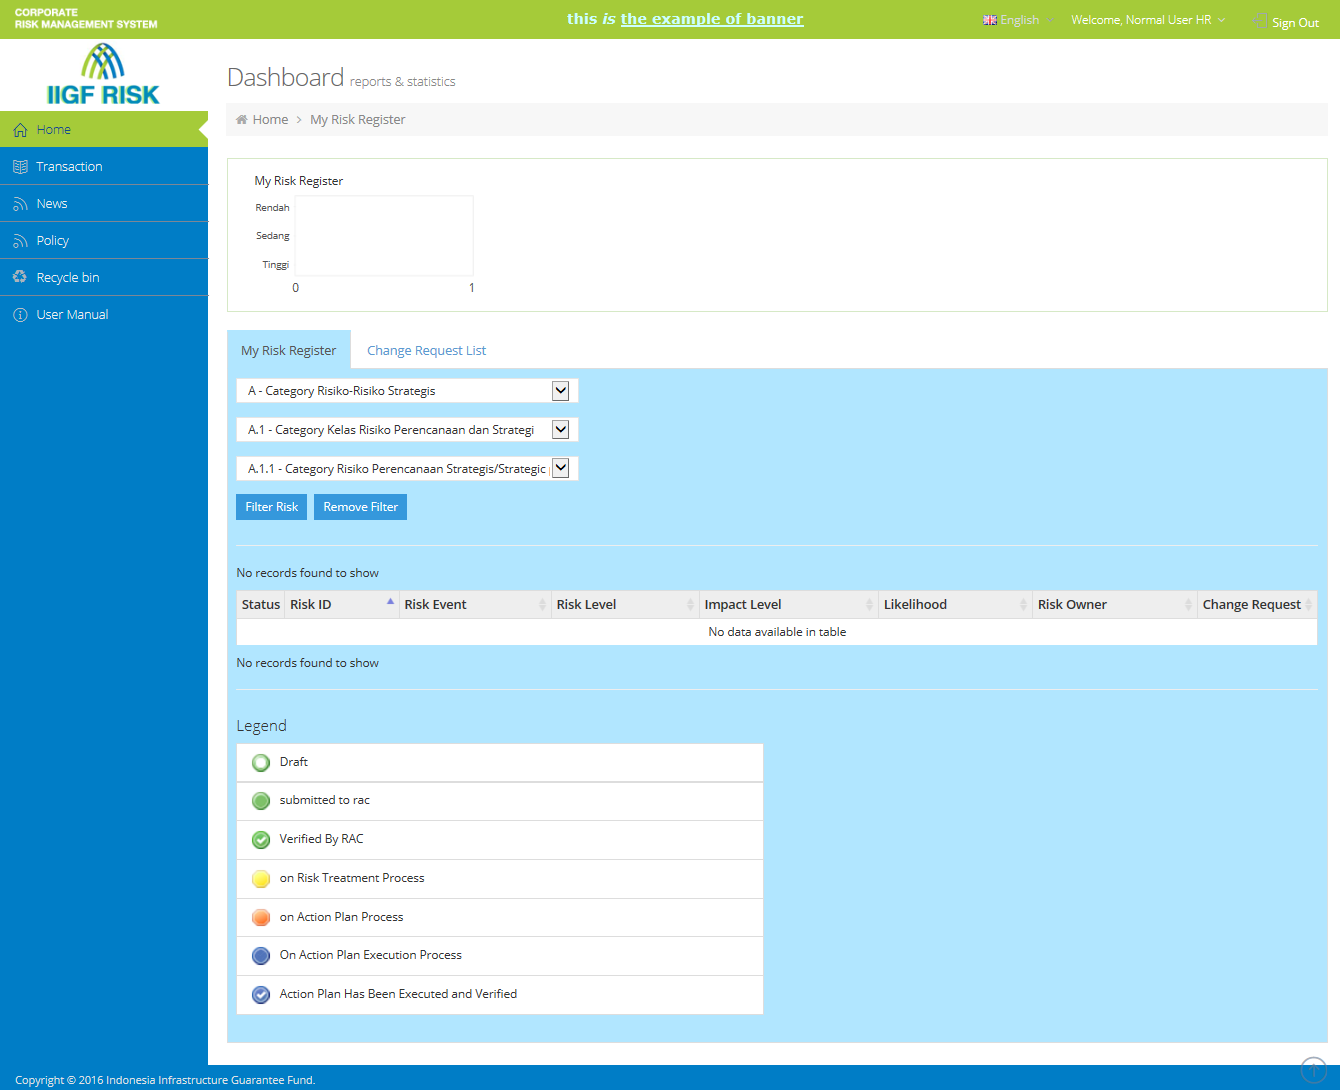 CORPORATE
RISK MANAGEMENT SYSTEM
this is the example of banner
English
Welcome, Normal User HR
Sign Out
IIGF RISK
Home
Transaction
News
Policy
Recycle bin
User Manual
Dashboard reports & statistics
Home > My Risk Register
My Risk Register
Rendah
Sedang
Tinggi
0 1
My Risk Register
Change Request List
A - Category Risiko-Risiko Strategis
A.1 - Category Kelas Risiko Perencanaan dan Strategi
A.1.1 - Category Risiko Perencanaan Strategis/Strategic
Filter Risk Remove Filter
No records found to show
Status Risk ID Risk Event Risk Level Impact Level Likelihood Risk Owner Change Request
No data available in table
No records found to show
Legend
Draft
submitted to rac
Verified By RAC
on Risk Treatment Process
on Action Plan Process
On Action Plan Execution Process
Action Plan Has Been Executed and Verified
Copyright © 2016 Indonesia Infrastructure Guarantee Fund.